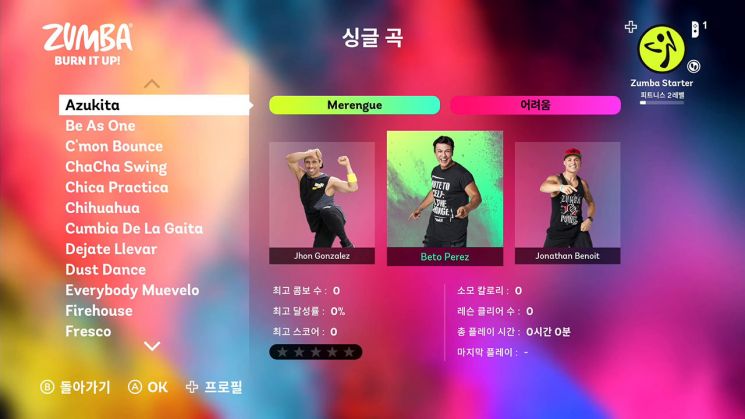 ZUMBA®
BURN IT UP!
싱글 곡
1
Zumba Starter
피트니스 2레벨
Azukita
Be As One
C'mon Bounce
ChaCha Swing
Chica Practica
Chihuahua
Cumbia De La Gaita
Dejate Llevar
Dust Dance
Everybody Muevelo
Firehouse
Fresco
Merengue
어려움
Jhon Gonzalez
Beto Perez
Jonathan Benoit
최고 콤보 수 : 0
최고 달성률 : 0%
최고 스코어 : 0
소모 칼로리 : 0
레슨 클리어 수 : 0
총 플레이 시간 : 0시간 0분
마지막 플레이 : -
B 돌아가기
A OK
프로필